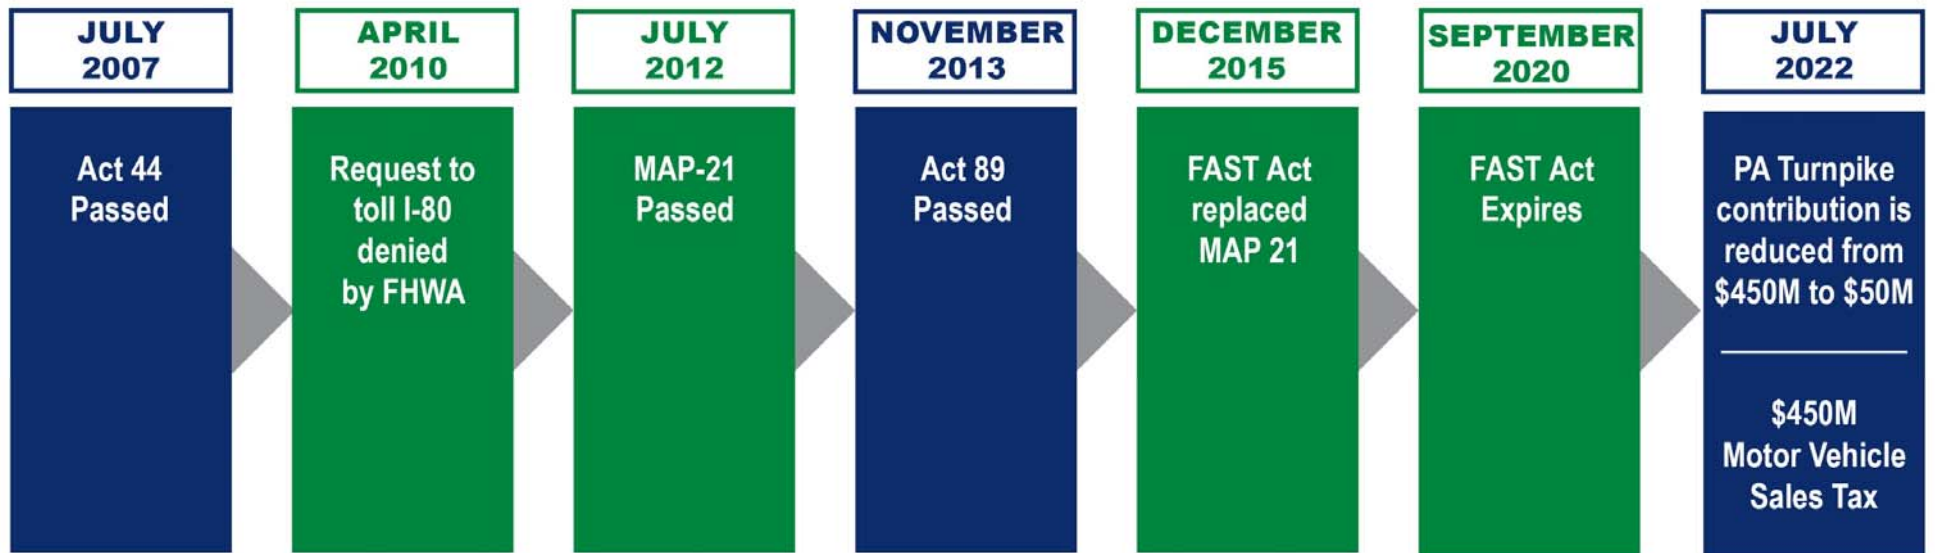 JULY
2007
Act 44
Passed
APRIL
2010
Request to
toll I-80
denied
by FHWA
JULY
2012
MAP-21
Passed
NOVEMBER
2013
Act 89
Passed
DECEMBER
2015
FAST Act
replaced
MAP 21
SEPTEMBER
2020
FAST Act
Expires
JULY
2022
PA Turnpike
contribution is
reduced from
$450M to $50M
$450M
Motor Vehicle
Sales Tax